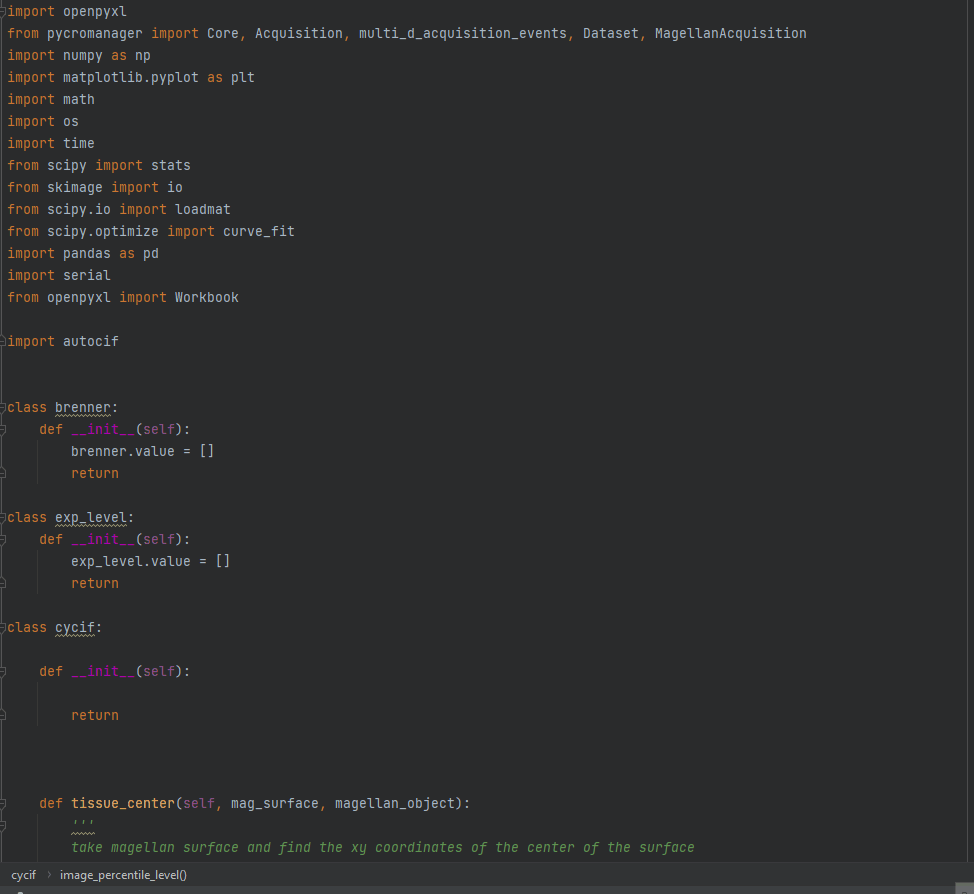 import openpyxl
from pycromanager import Core, Acquisition, multi_d_acquisition_events, Dataset, MagellanAcquisition
import numpy as np
import matplotlib.pyplot as plt
import math
import os
import time
from scipy import stats
from skimage import io
from scipy.io import loadmat
from scipy.optimize import curve_fit
import pandas as pd
import serial
from openpyxl import Workbook

import autocif

class brenner:
    def __init__(self):
        brenner.value = []
        return

class exp_level:
    def __init__(self):
        exp_level.value = []
        return

class cycif:

    def __init__(self):

        return

    def tissue_center(self, mag_surface, magellan_object):
        '''
        take magellan surface and find the xy coordinates of the center of the surface
cycif › image_percentile_level()